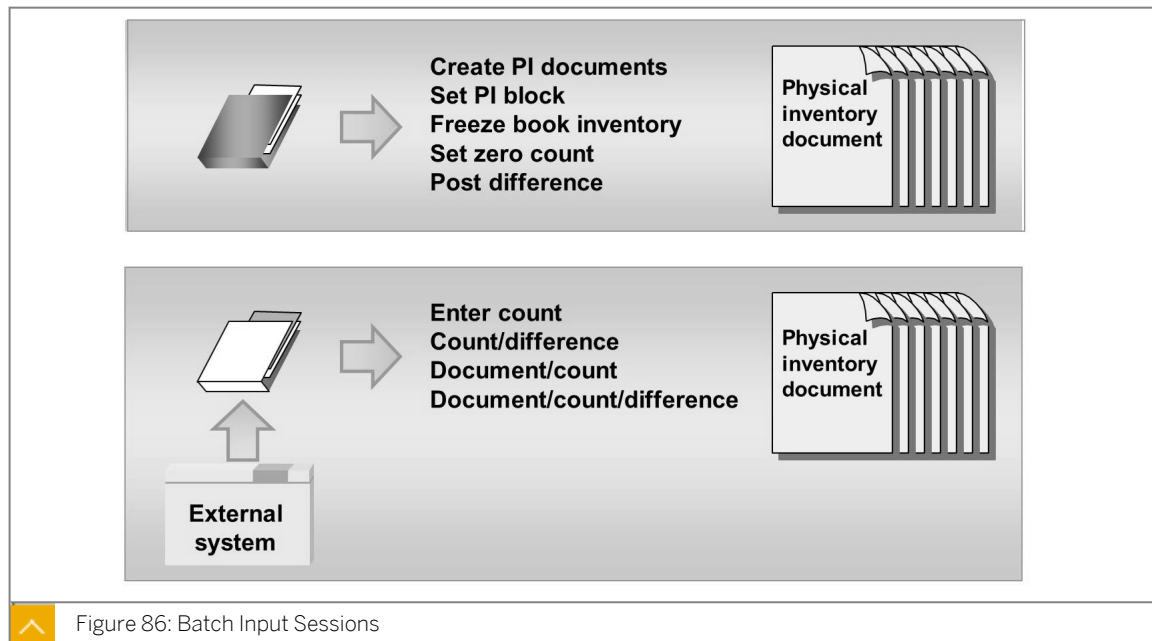 Create PI documents
Set PI block
Freeze book inventory
Set zero count
Post difference
Physical
inventory
document
Enter count
Count/difference
Document/count
Document/count/difference
Physical
inventory
document
External
system
Figure 86: Batch Input Sessions